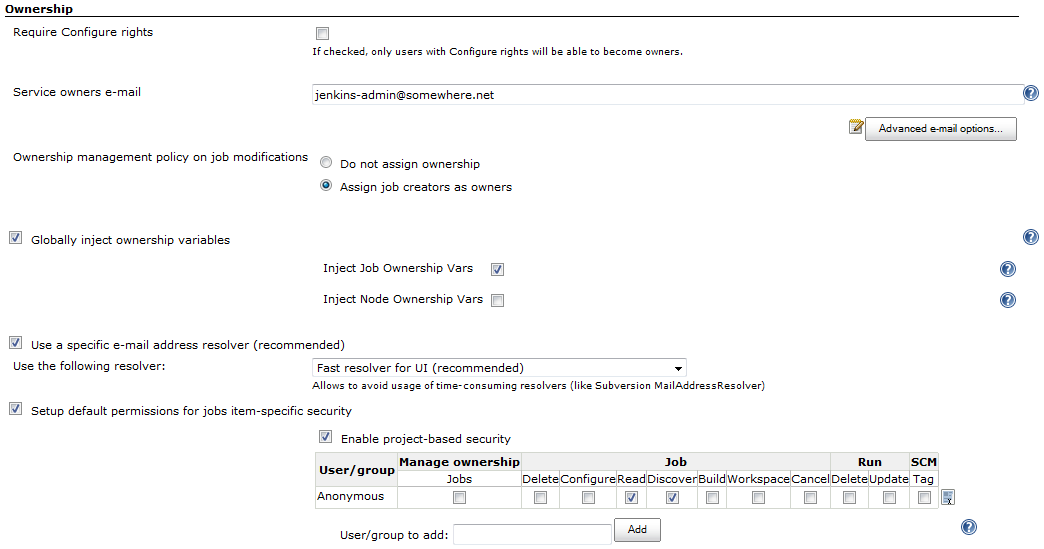 Ownership
Require Configure rights
If checked, only users with Configure rights will be able to become owners.
Service owners e-mail
jenkins-admin@somewhere.net
Advanced e-mail options...
Ownership management policy on job modifications
Do not assign ownership
Assign job creators as owners
Globally inject ownership variables
Inject Job Ownership Vars
Inject Node Ownership Vars
Use a specific e-mail address resolver (recommended)
Use the following resolver:
Fast resolver for UI (recommended)
Allows to avoid usage of time-consuming resolvers (like Subversion MailAddressResolver)
Setup default permissions for jobs item-specific security
Enable project-based security
User/group Manage ownership Job Run SCM
Jobs Delete Configure Read Discover Build Workspace Cancel Delete Update Tag
Anonymous
User/group to add: Add